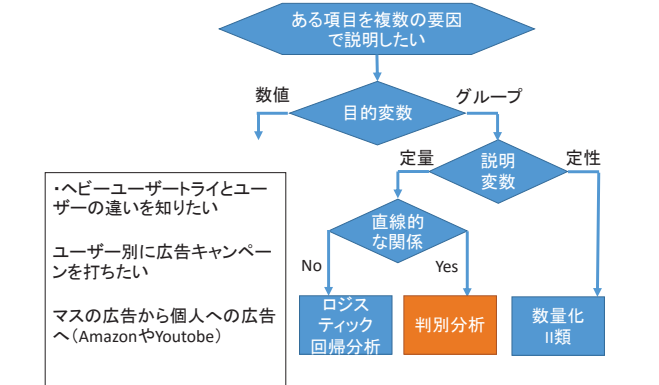 ある項目を複数の要因
で説明したい
数値
目的変数
グループ
定量
説明
変数
定性
・ヘビーユーザートライとユー
ザーの違いを知りたい
ユーザー別に広告キャンペー
ンを打ちたい
マスの広告から個人への広告
へ(AmazonやYoutobe)
直線的
な関係
No
Yes
ロジス
ティック
回帰分析
判別分析
数量化
II類